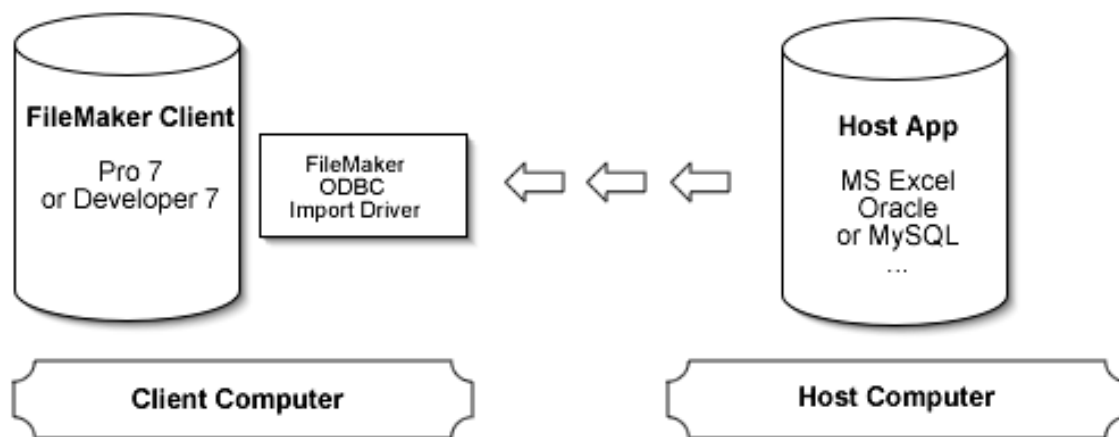 FileMaker Client
Pro 7
or Developer 7
FileMaker
ODBC
Import Driver
Host App
MS Excel
Oracle
or MySQL
...
Client Computer
Host Computer